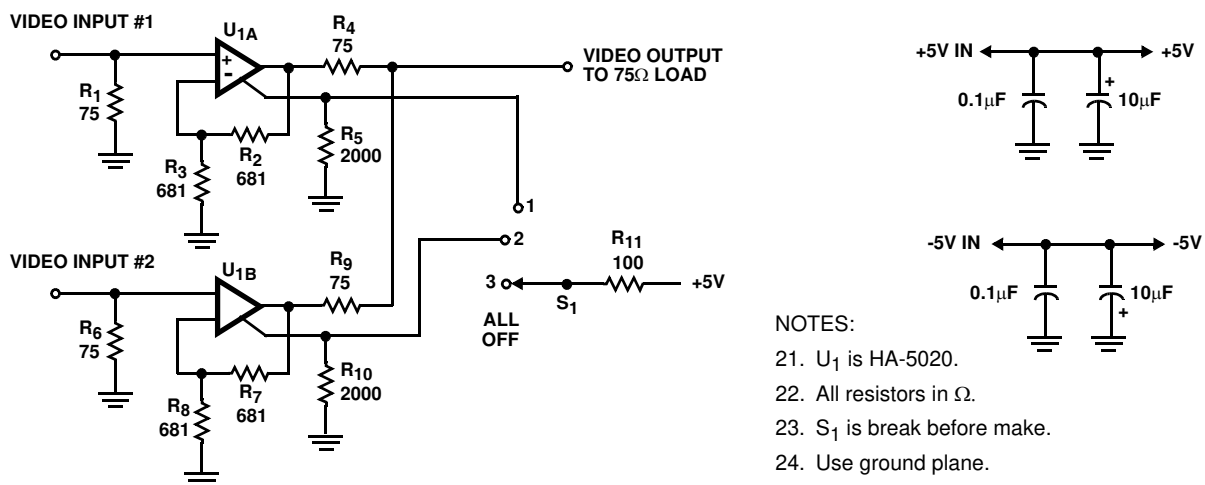 VIDEO INPUT #1
U1A
+
-
R4
75
VIDEO OUTPUT
TO 75Ω LOAD
R1
75
R2
681
R3
681
R5
2000
1
2
3
ALL
OFF
S1
R11
100
+5V
VIDEO INPUT #2
U1B
R9
75
R6
75
R7
681
R8
681
R10
2000
+5V IN
+5V
0.1μF
+
10μF
-5V IN
-5V
0.1μF
10μF
+
NOTES:
21. U1 is HA-5020.
22. All resistors in Ω.
23. S1 is break before make.
24. Use ground plane.